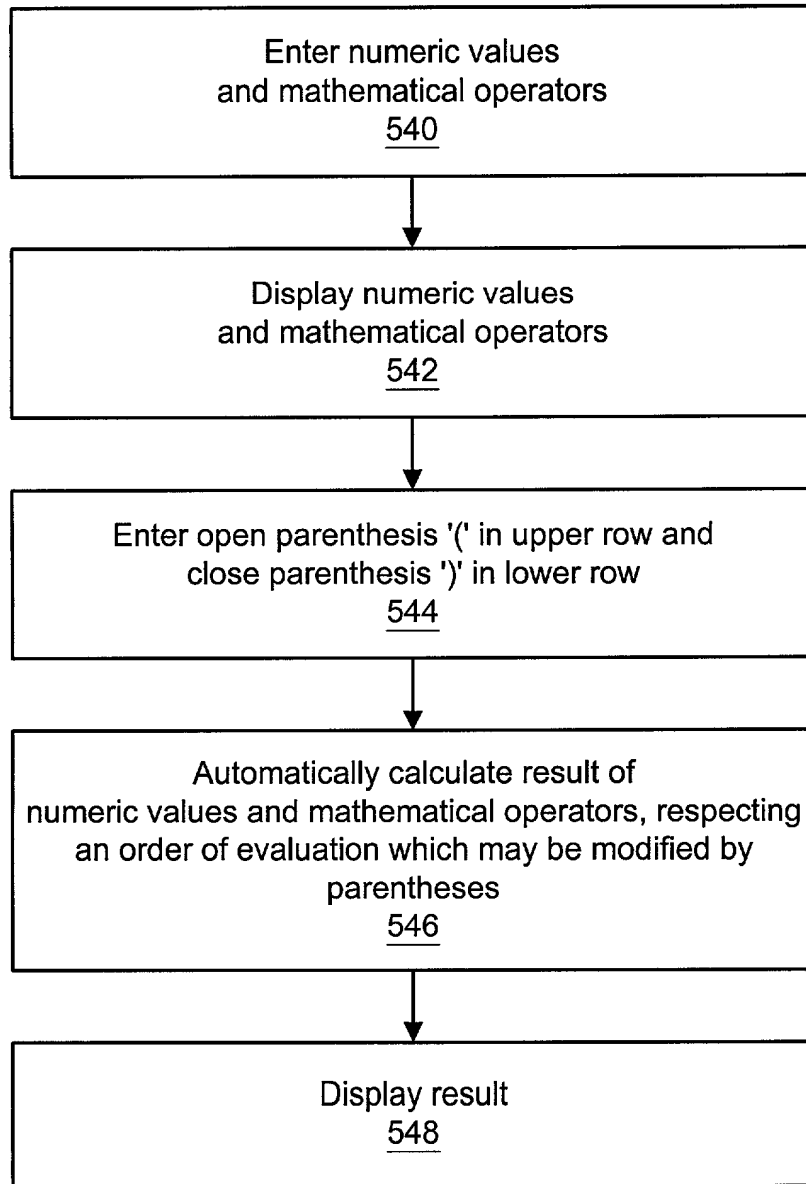 Enter numeric values
and mathematical operators
540
Display numeric values
and mathematical operators
542
Enter open parenthesis '(' in upper row and
close parenthesis ')' in lower row
544
Automatically calculate result of
numeric values and mathematical operators, respecting
an order of evaluation which may be modified by
parentheses
546
Display result
548